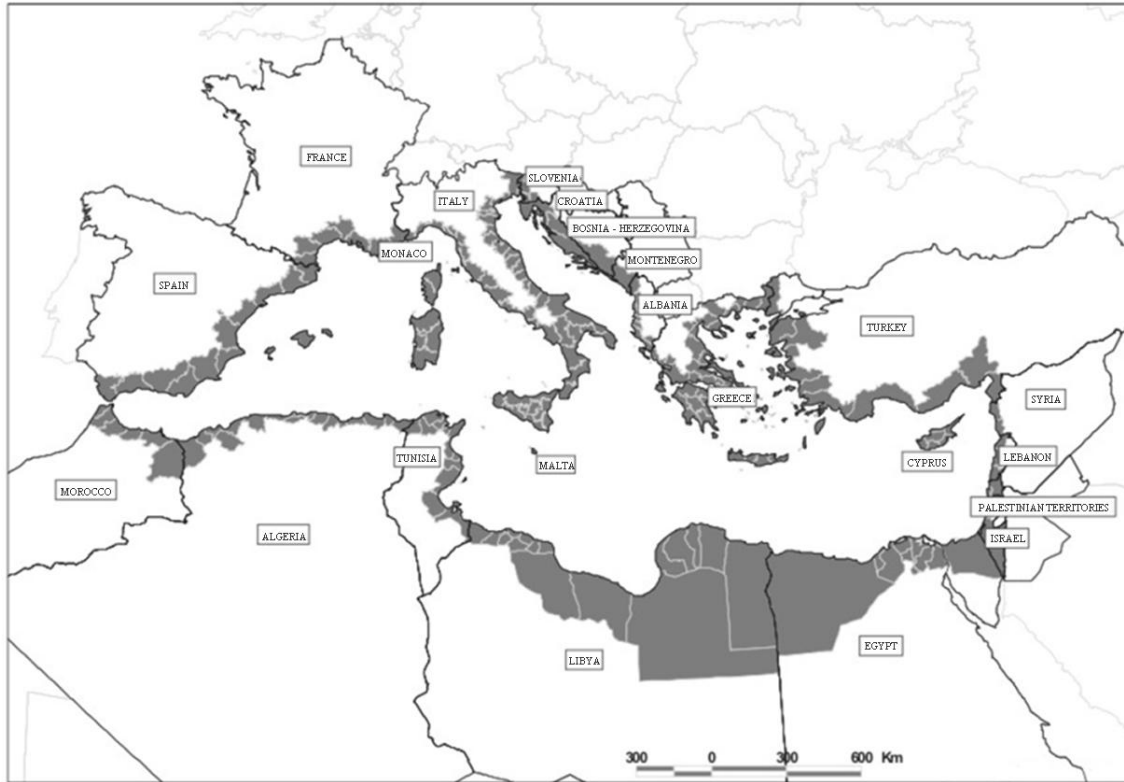 FRANCE
SLOVENIA
ITALY
CROATIA
BOSNIA - HERZEGOVINA
MONACO
MONTENEGRO
SPAIN
ALBANIA
TURKEY
GREECE
SYRIA
TUNISIA
MALTA
CYPRUS
LEBANON
MOROCCO
PALESTINIAN TERRITORIES
ALGERIA
ISRAEL
LIBYA
EGYPT
300 0 300 600 Km